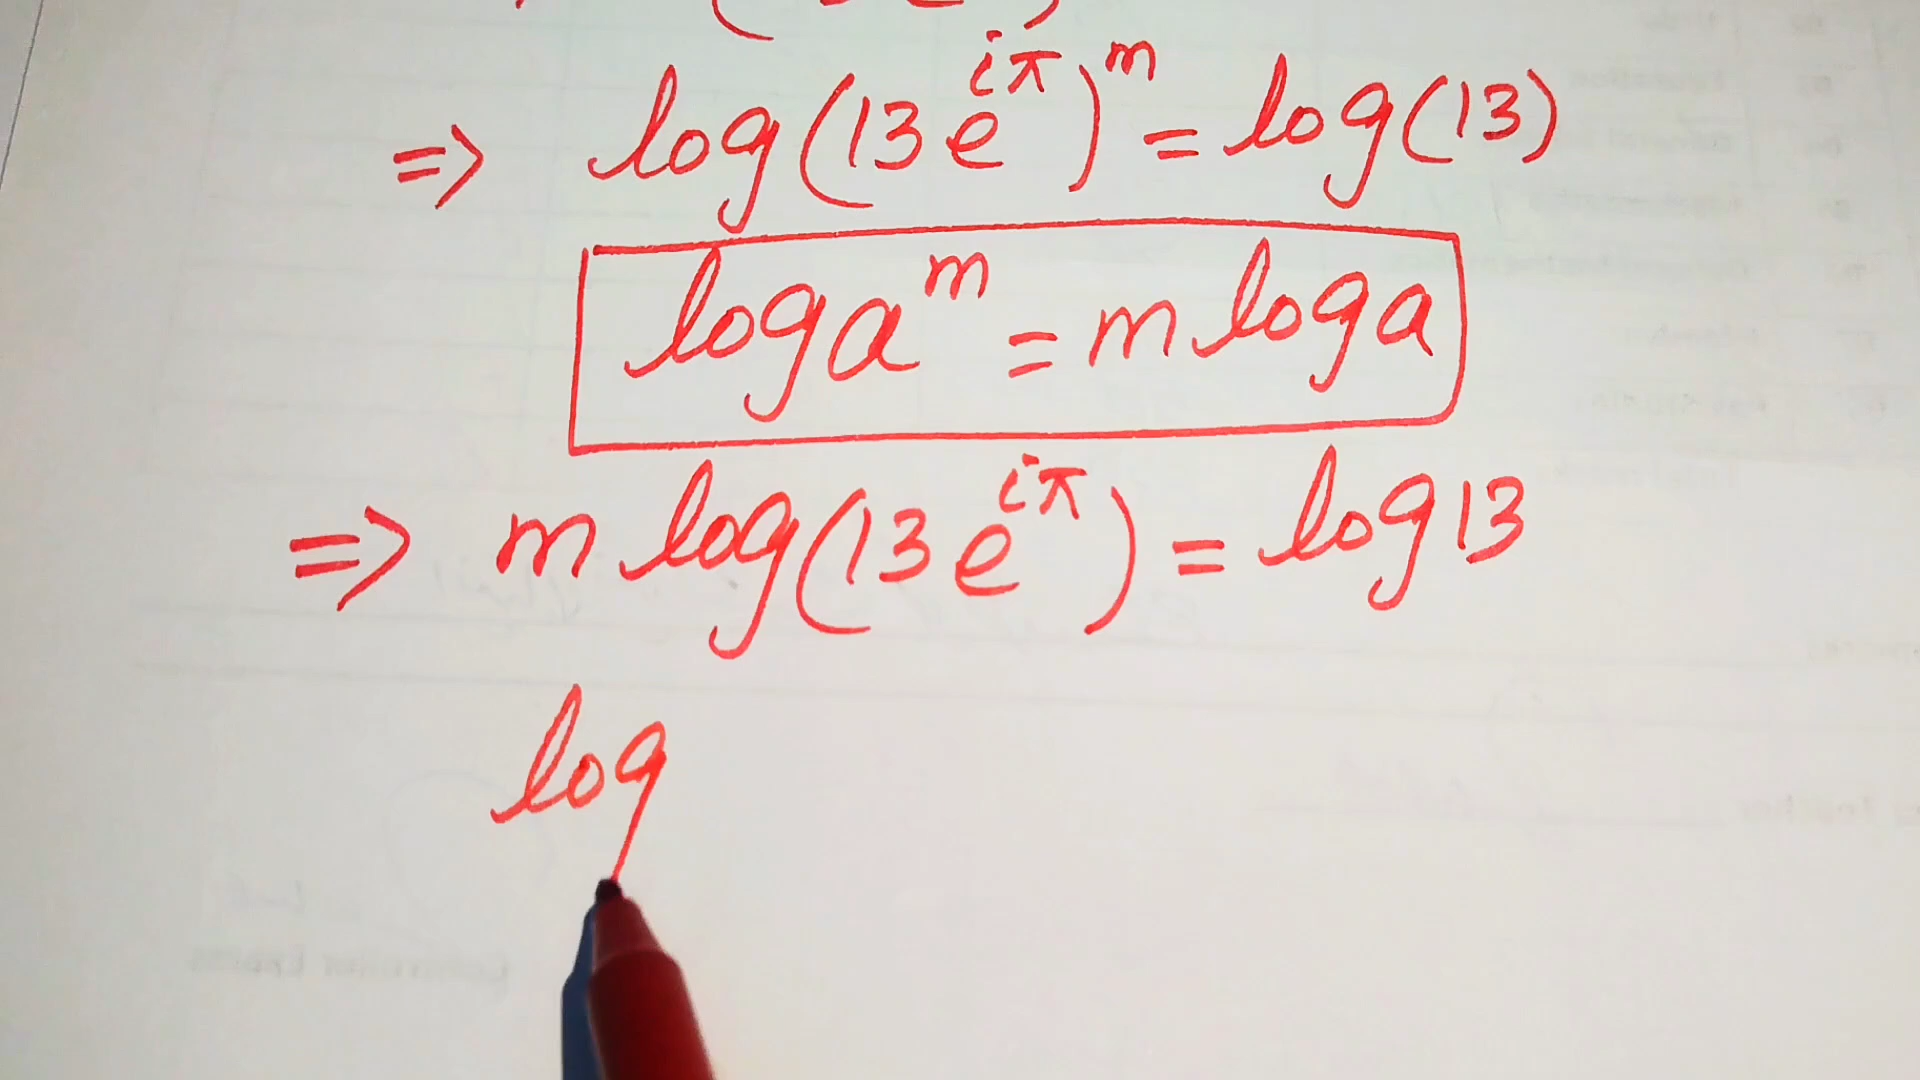 => log(13e^{iπ})^m = log(13)
log a^m = m log a
=> m log(13e^{iπ}) = log 13
log